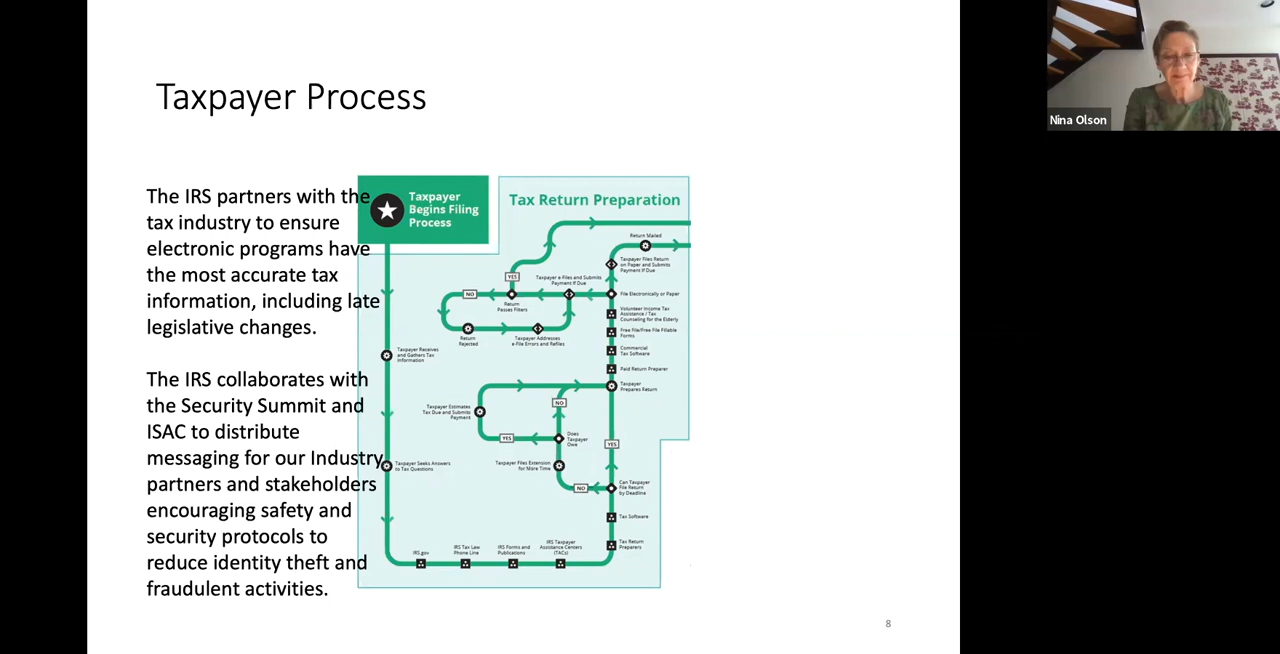 Taxpayer Process
The IRS partners with the
tax industry to ensure
electronic programs have
the most accurate tax
information, including late
legislative changes.
The IRS collaborates with
the Security Summit and
ISAC to distribute
messaging for our Industry
partners and stakeholders
encouraging safety and
security protocols to
reduce identity theft and
fraudulent activities.
Taxpayer
Begins Filing
Process
Tax Return Preparation
Return Mailed
Taxpayer Files Return
on Paper and Submits
Payment If Due
YES
Taxpayer e-Files and Submits
Payment If Due
NO
Return
Passes Filters
File Electronically or Paper
Volunteer Income Tax
Assistance / Tax
Counseling for the Elderly
Return
Rejected
Taxpayer Addresses
e-File Errors and Refiles
Free File/Free File Fillable
Forms
Commercial
Tax Software
Paid Return Preparer
Taxpayer
Prepares Return
Taxpayer Receives
and Gathers Tax
Information
NO
Taxpayer Estimates
Tax Due and Submits
Payment
YES
Does
Taxpayer
Owe
YES
Taxpayer Seeks Answers
to Tax Questions
Taxpayer Files Extension
for More Time
NO
Can Taxpayer
File Return
by Deadline
Tax Software
Tax Return
Preparers
IRS.gov
IRS Tax Law
Phone Line
IRS Forms and
Publications
IRS Taxpayer
Assistance Centers
(TACs)
8
Nina Olson